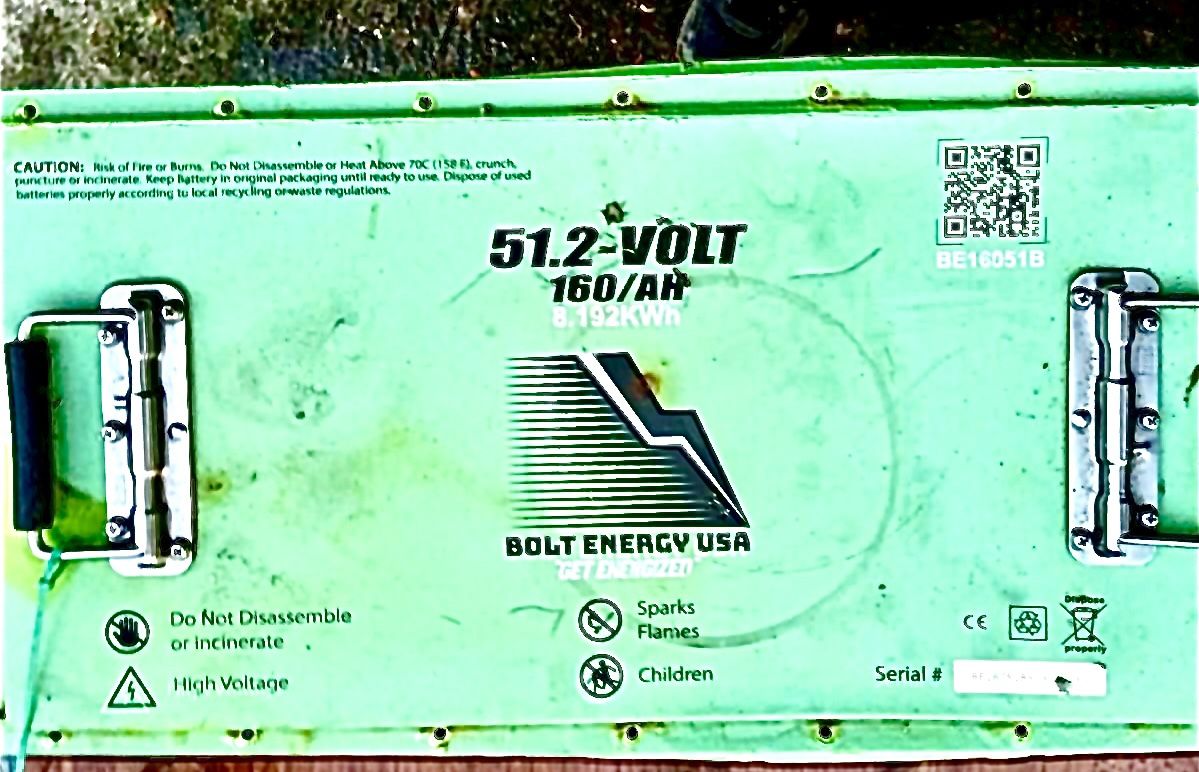 CAUTION: Risk of Fire or Burns. Do Not Disassemble or Heat Above 70C (158 F), crunch,
puncture or incinerate. Keep Battery in original packaging until ready to use. Dispose of used
batteries properly according to local recycling or waste regulations.
BE16051B
51.2-VOLT
160/AH
8.192KWh
BOLT ENERGY USA
"GET ENERGIZED"
Do Not Disassemble
or incinerate
High Voltage
Sparks
Flames
Children
CE
Dispose
properly
Serial #